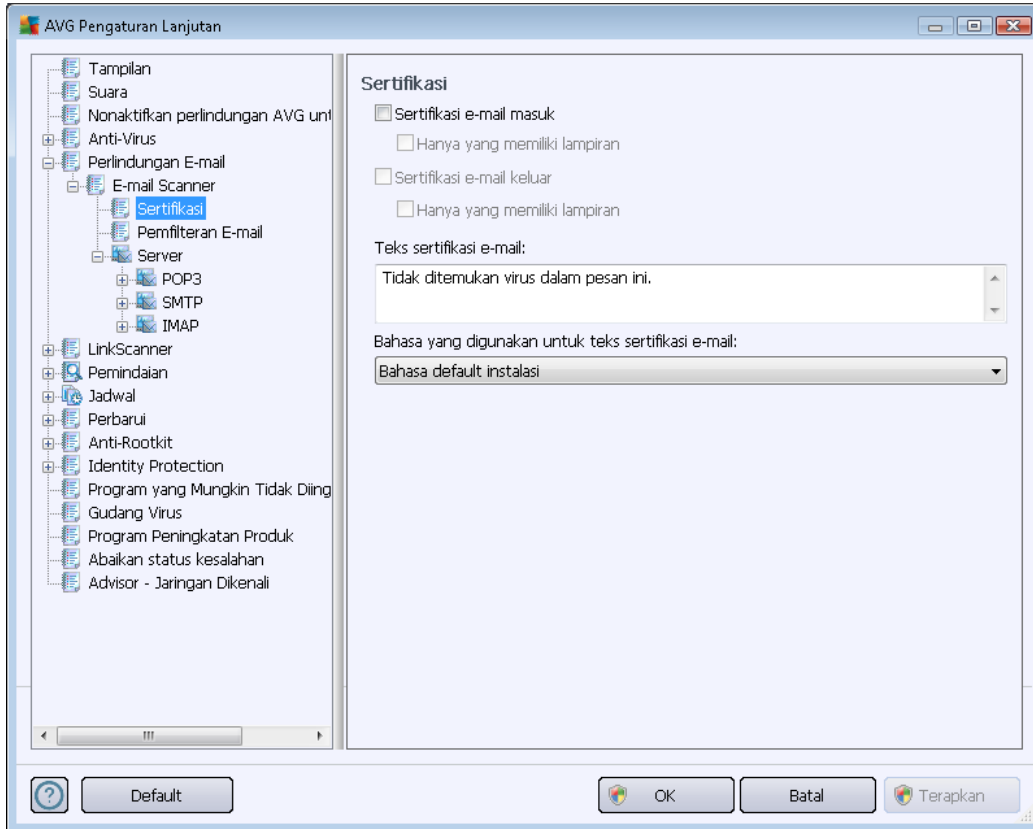 AVG Pengaturan Lanjutan
Tampilan
Suara
Nonaktifkan perlindungan AVG unt
Anti-Virus
Perlindungan E-mail
E-mail Scanner
Sertifikasi
Pemfilteran E-mail
Server
POP3
SMTP
IMAP
LinkScanner
Pemindaian
Jadwal
Perbarui
Anti-Rootkit
Identity Protection
Program yang Mungkin Tidak Diing
Gudang Virus
Program Peningkatan Produk
Abaikan status kesalahan
Advisor - Jaringan Dikenali
Sertifikasi
Sertifikasi e-mail masuk
Hanya yang memiliki lampiran
Sertifikasi e-mail keluar
Hanya yang memiliki lampiran
Teks sertifikasi e-mail:
Tidak ditemukan virus dalam pesan ini.
Bahasa yang digunakan untuk teks sertifikasi e-mail:
Bahasa default instalasi
Default
OK
Batal
Terapkan